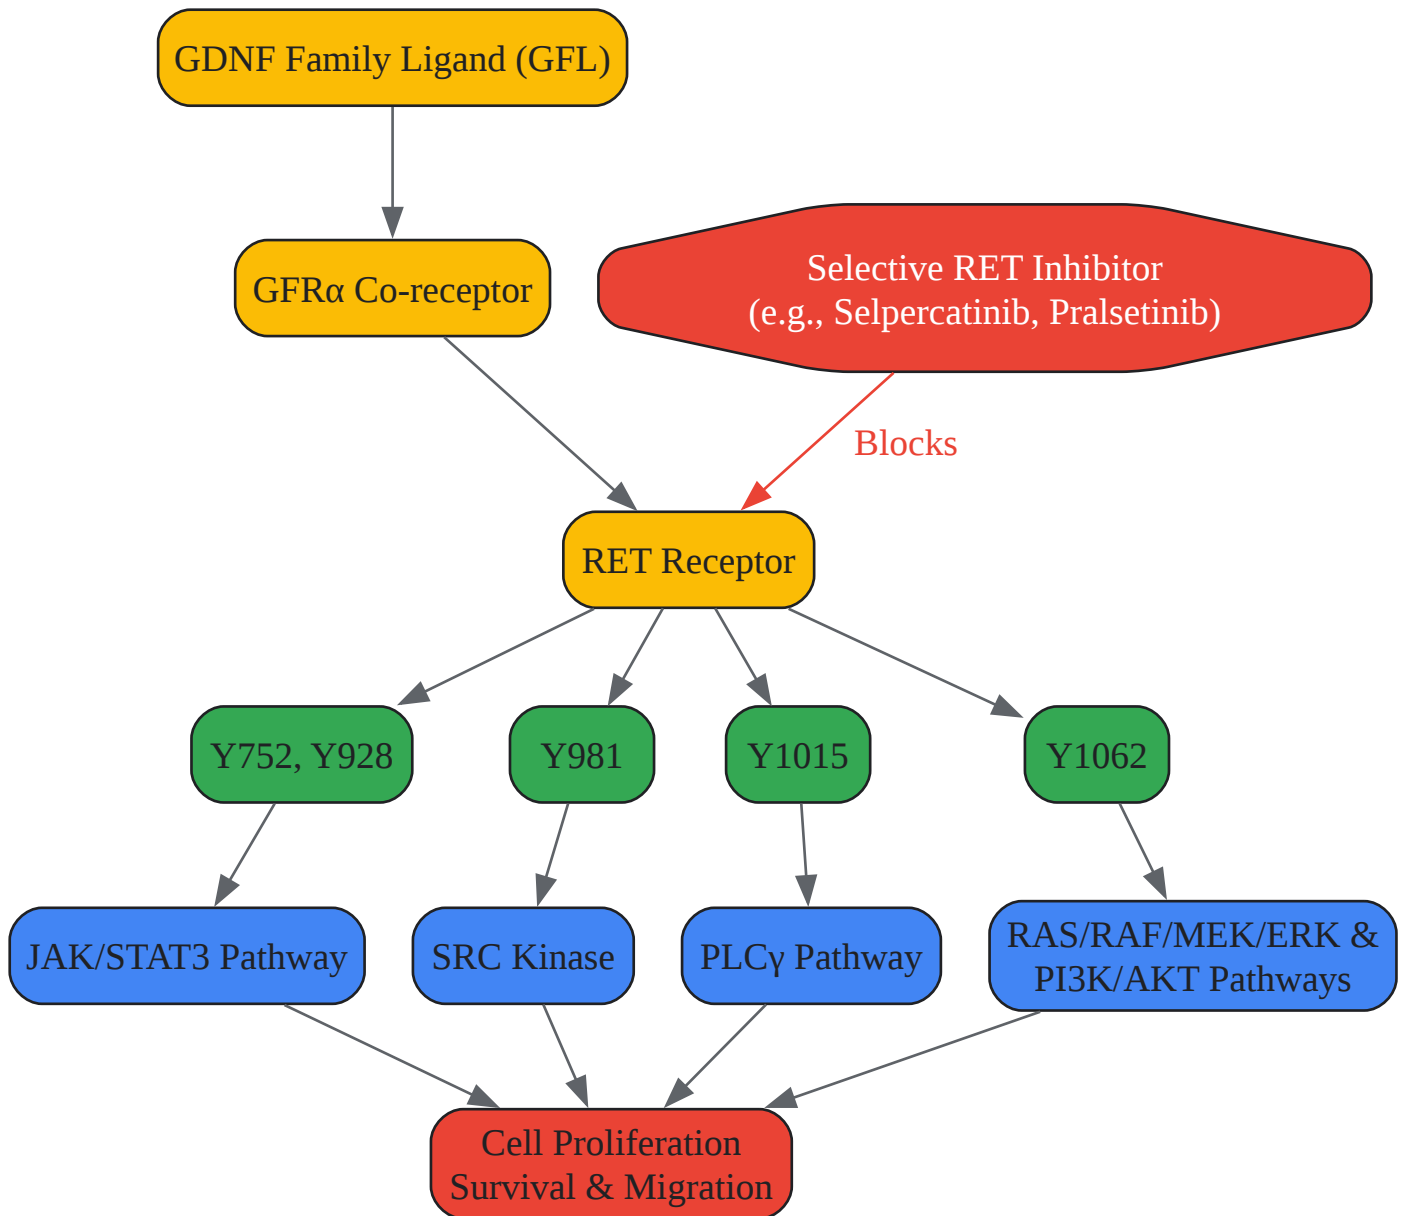 GDNF Family Ligand (GFL)
GFRα Co-receptor
Selective RET Inhibitor
(e.g., Selpercatinib, Pralsetinib)
Blocks
RET Receptor
Y752, Y928
Y981
Y1015
Y1062
JAK/STAT3 Pathway
SRC Kinase
PLCγ Pathway
RAS/RAF/MEK/ERK &
PI3K/AKT Pathways
Cell Proliferation
Survival & Migration